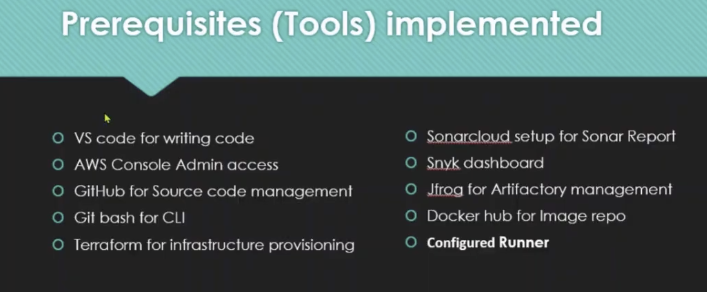 Prerequisites (Tools) implemented
VS code for writing code
AWS Console Admin access
GitHub for Source code management
Git bash for CLI
Terraform for infrastructure provisioning
Sonarcloud setup for Sonar Report
Snyk dashboard
Jfrog for Artifactory management
Docker hub for Image repo
Configured Runner